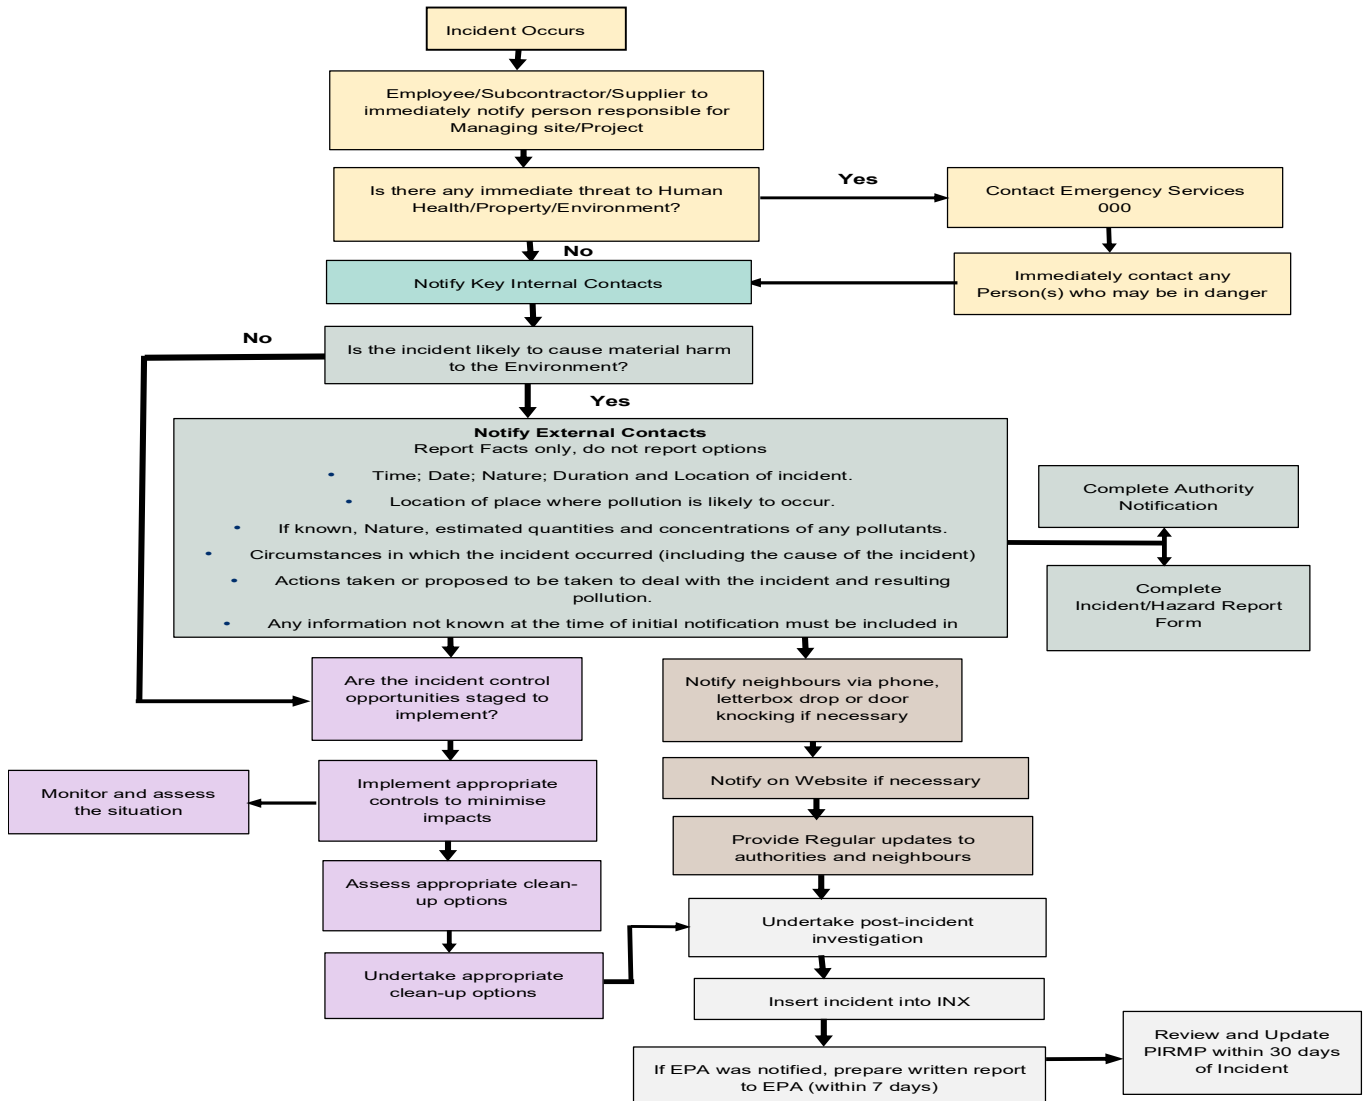 Incident Occurs
Employee/Subcontractor/Supplier to
immediately notify person responsible for
Managing site/Project
Is there any immediate threat to Human
Health/Property/Environment?
Yes
Contact Emergency Services
000
No
Immediately contact any
Person(s) who may be in danger
Notify Key Internal Contacts
Is the incident likely to cause material harm
to the Environment?
No
Yes
Notify External Contacts
Report Facts only, do not report options
• Time; Date; Nature; Duration and Location of incident.
• Location of place where pollution is likely to occur.
• If known, Nature, estimated quantities and concentrations of any pollutants.
• Circumstances in which the incident occurred (including the cause of the incident)
• Actions taken or proposed to be taken to deal with the incident and resulting
pollution.
• Any information not known at the time of initial notification must be included in
Complete Authority
Notification
Complete
Incident/Hazard Report
Form
Are the incident control
opportunities staged to
implement?
Implement appropriate
controls to minimise
impacts
Monitor and assess
the situation
Assess appropriate clean-
up options
Undertake appropriate
clean-up options
Notify neighbours via phone,
letterbox drop or door
knocking if necessary
Notify on Website if necessary
Provide Regular updates to
authorities and neighbours
Undertake post-incident
investigation
Insert incident into INX
If EPA was notified, prepare written report
to EPA (within 7 days)
Review and Update
PIRMP within 30 days
of Incident